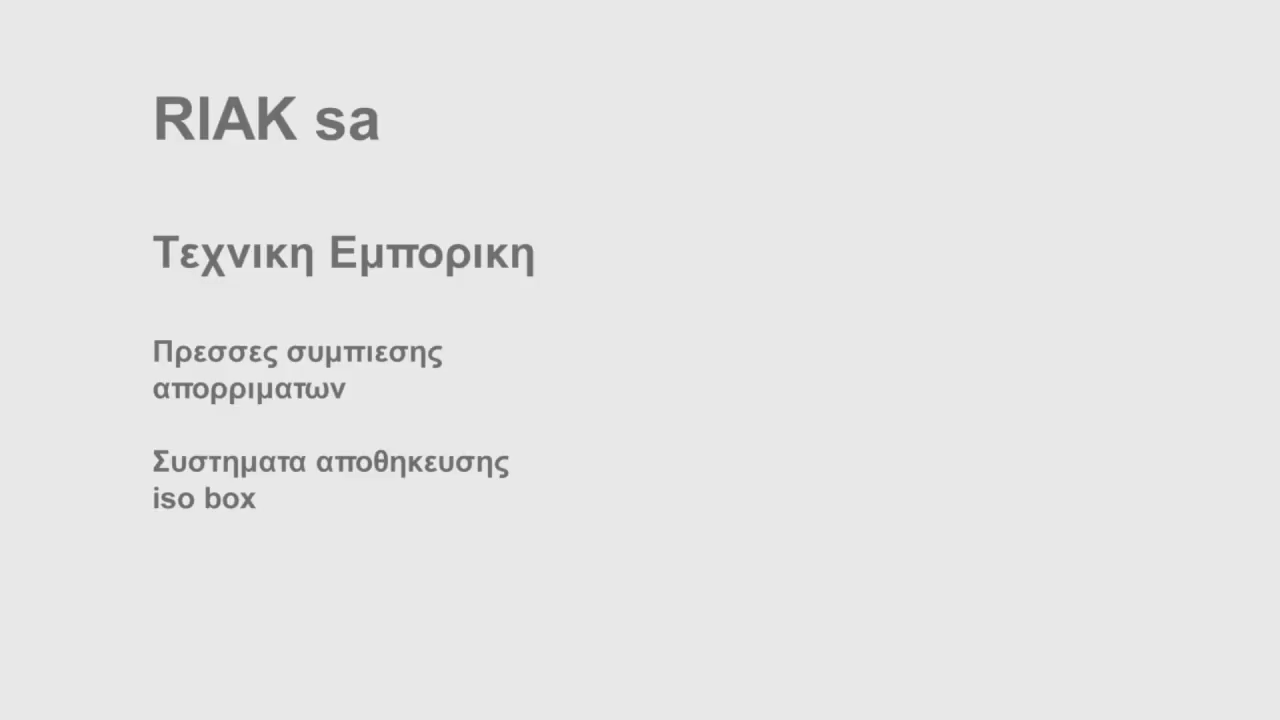 RIAK sa
Τεχνικη Εμπορικη
Πρεσσες συμπιεσης
απορριματων
Συστηματα αποθηκευσης
iso box